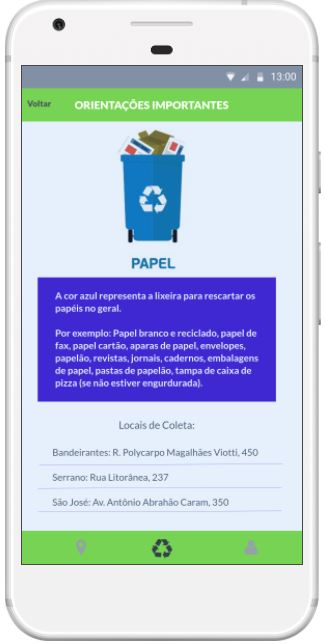 13:00
Voltar ORIENTAÇÕES IMPORTANTES
PAPEL
A cor azul representa a lixeira para rescartar os
papéis no geral.
Por exemplo: Papel branco e reciclado, papel de
fax, papel cartão, aparas de papel, envelopes,
papelão, revistas, jornais, cadernos, embalagens
de papel, pastas de papelão, tampa de caixa de
pizza (se não estiver engurdurada).
Locais de Coleta:
Bandeirantes: R. Polycarpo Magalhães Viotti, 450
Serrano: Rua Litorânea, 237
São José: Av. Antônio Abrahão Caram, 350